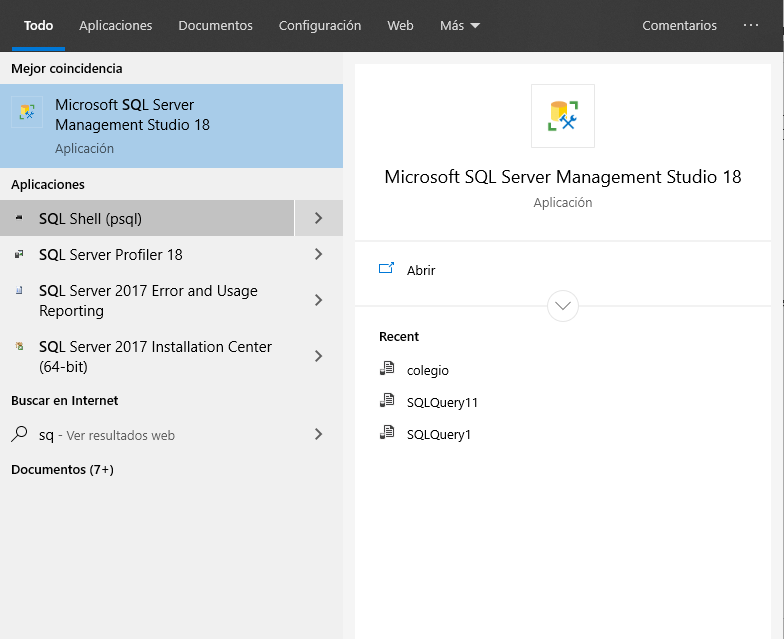 Todo Aplicaciones Documentos Configuración Web Más Comentarios ...
Mejor coincidencia
Microsoft SQL Server
Management Studio 18
Aplicación
Aplicaciones
SQL Shell (psql)
SQL Server Profiler 18
SQL Server 2017 Error and Usage
Reporting
SQL Server 2017 Installation Center
(64-bit)
Buscar en Internet
sq - Ver resultados web
Documentos (7+)
Microsoft SQL Server Management Studio 18
Aplicación
Abrir
Recent
colegio
SQLQuery11
SQLQuery1